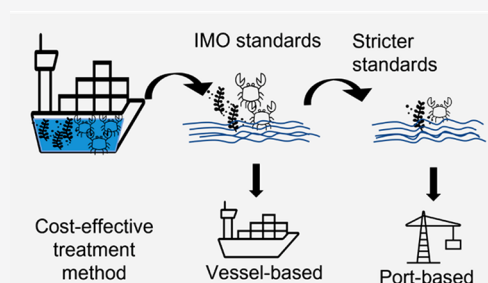 IMO standards
Stricter
standards
Cost-effective
treatment
method
Vessel-based
Port-based